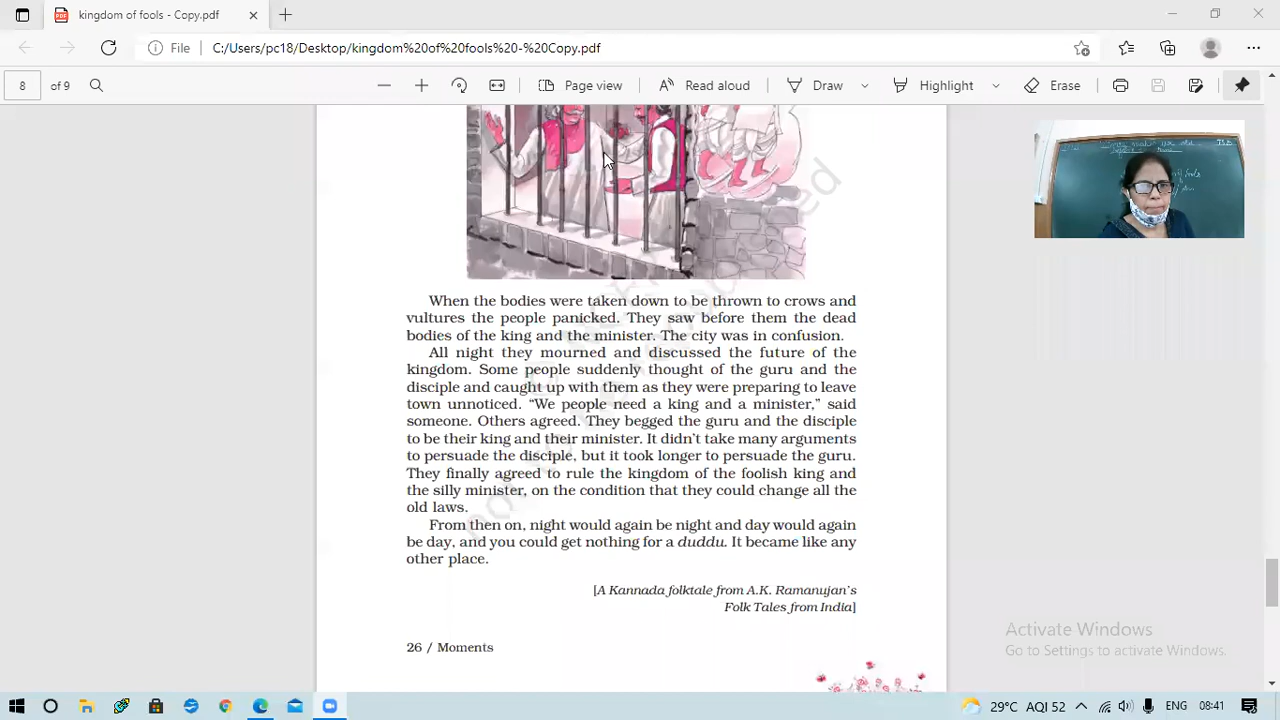 kingdom of fools - Copy.pdf
File C:/Users/pc18/Desktop/kingdom%20of%20fools%20-%20Copy.pdf
8 of 9 Page view Read aloud Draw Highlight Erase
When the bodies were taken down to be thrown to crows and
vultures the people panicked. They saw before them the dead
bodies of the king and the minister. The city was in confusion.
All night they mourned and discussed the future of the
kingdom. Some people suddenly thought of the guru and the
disciple and caught up with them as they were preparing to leave
town unnoticed. “We people need a king and a minister,” said
someone. Others agreed. They begged the guru and the disciple
to be their king and their minister. It didn’t take many arguments
to persuade the disciple, but it took longer to persuade the guru.
They finally agreed to rule the kingdom of the foolish king and
the silly minister, on the condition that they could change all the
old laws.
From then on, night would again be night and day would again
be day, and you could get nothing for a duddu. It became like any
other place.
[A Kannada folktale from A.K. Ramanujan’s
Folk Tales from India]
26 / Moments
Activate Windows
Go to Settings to activate Windows.
29°C AQI 52 ENG 08:41